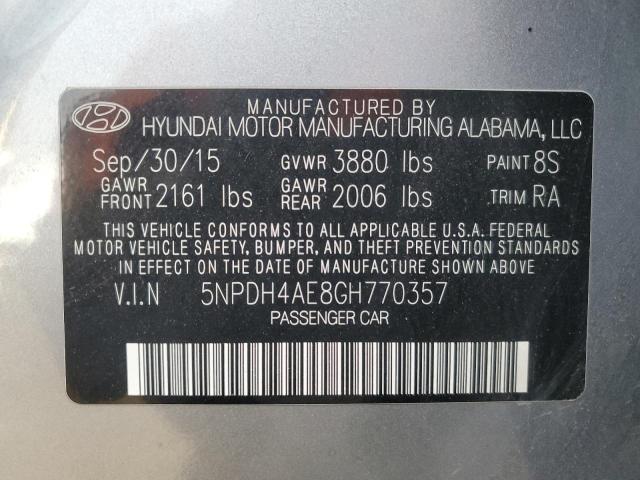 MANUFACTURED BY
HYUNDAI MOTOR MANUFACTURING ALABAMA, LLC
Sep/30/15 GVWR 3880 lbs PAINT 8S
GAWR FRONT 2161 lbs GAWR REAR 2006 lbs TRIM RA
THIS VEHICLE CONFORMS TO ALL APPLICABLE U.S.A. FEDERAL
MOTOR VEHICLE SAFETY, BUMPER, AND THEFT PREVENTION STANDARDS
IN EFFECT ON THE DATE OF MANUFACTURE SHOWN ABOVE.
V.I.N 5NPDH4AE8GH770357
PASSENGER CAR